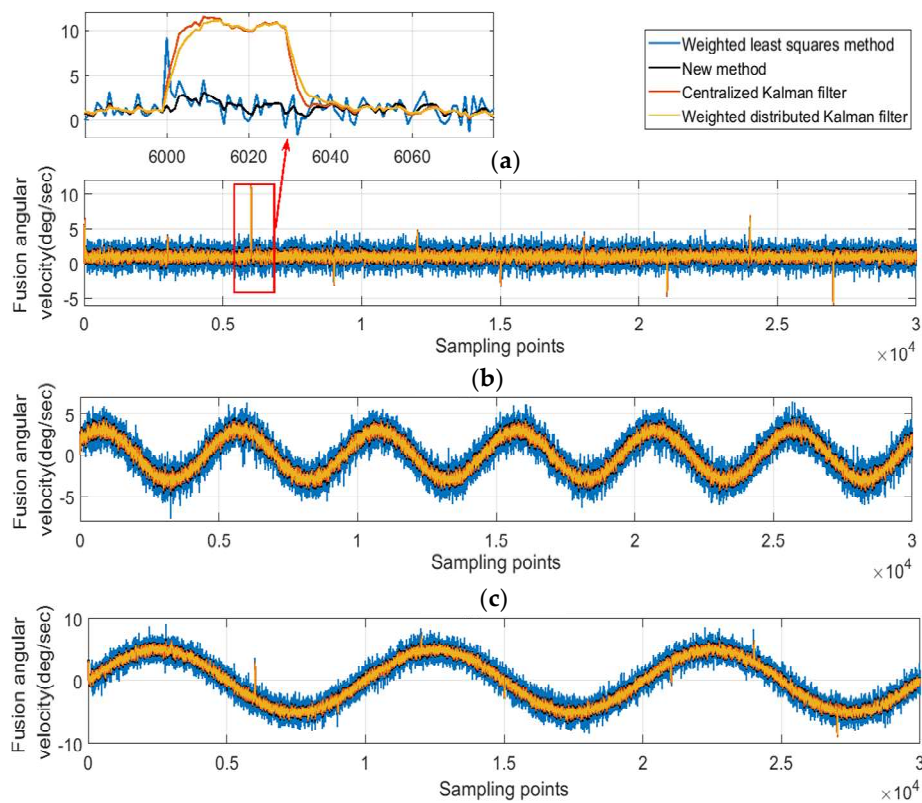 10
5
0
6000 6020 6040 6060
(a)
Weighted least squares method
New method
Centralized Kalman filter
Weighted distributed Kalman filter
Fusion angular
velocity(deg/sec)
10
5
0
-5
0 0.5 1 1.5 2 2.5 3
Sampling points
×10^4
(b)
Fusion angular
velocity(deg/sec)
5
0
-5
0 0.5 1 1.5 2 2.5 3
Sampling points
×10^4
(c)
Fusion angular
velocity(deg/sec)
10
0
-10
0 0.5 1 1.5 2 2.5 3
Sampling points
×10^4